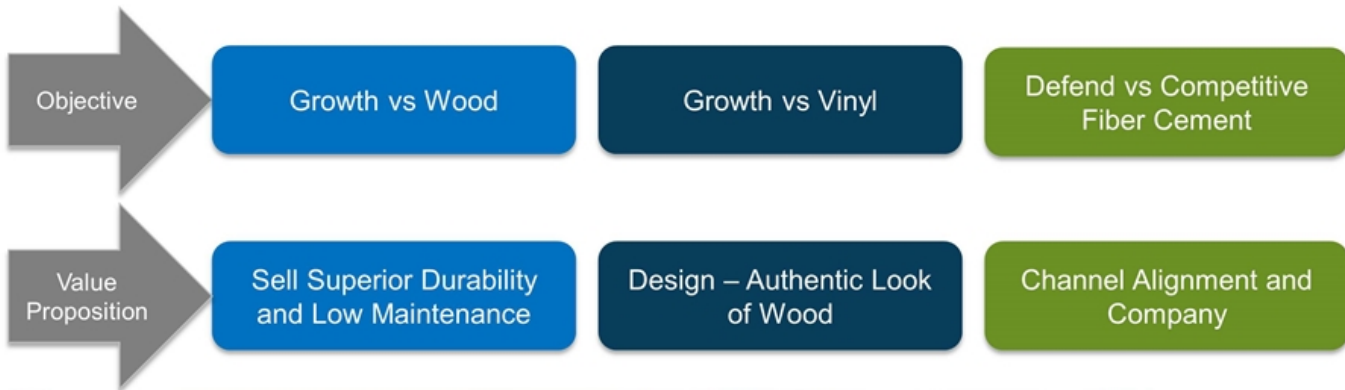 Objective
Growth vs Wood
Growth vs Vinyl
Defend vs Competitive
Fiber Cement
Value
Proposition
Sell Superior Durability
and Low Maintenance
Design – Authentic Look
of Wood
Channel Alignment and
Company